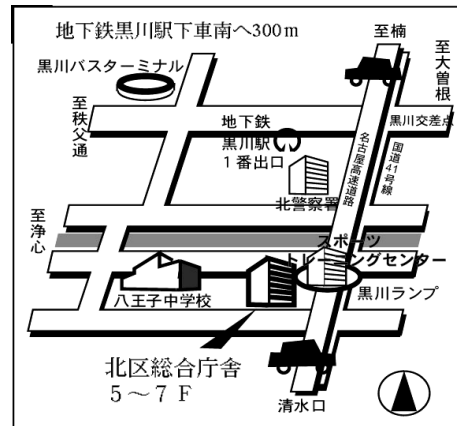 地下鉄黒川駅下車南へ300m
至楠
至大曽根
黒川バスターミナル
至秩父通
地下鉄
黒川駅
1番出口
黒川交差点
名古屋高速道路
国道41号線
北警察署
至浄心
スポーツ
トレーニングセンター
八王子中学校
黒川ランプ
北区総合庁舎
5～7F
清水口